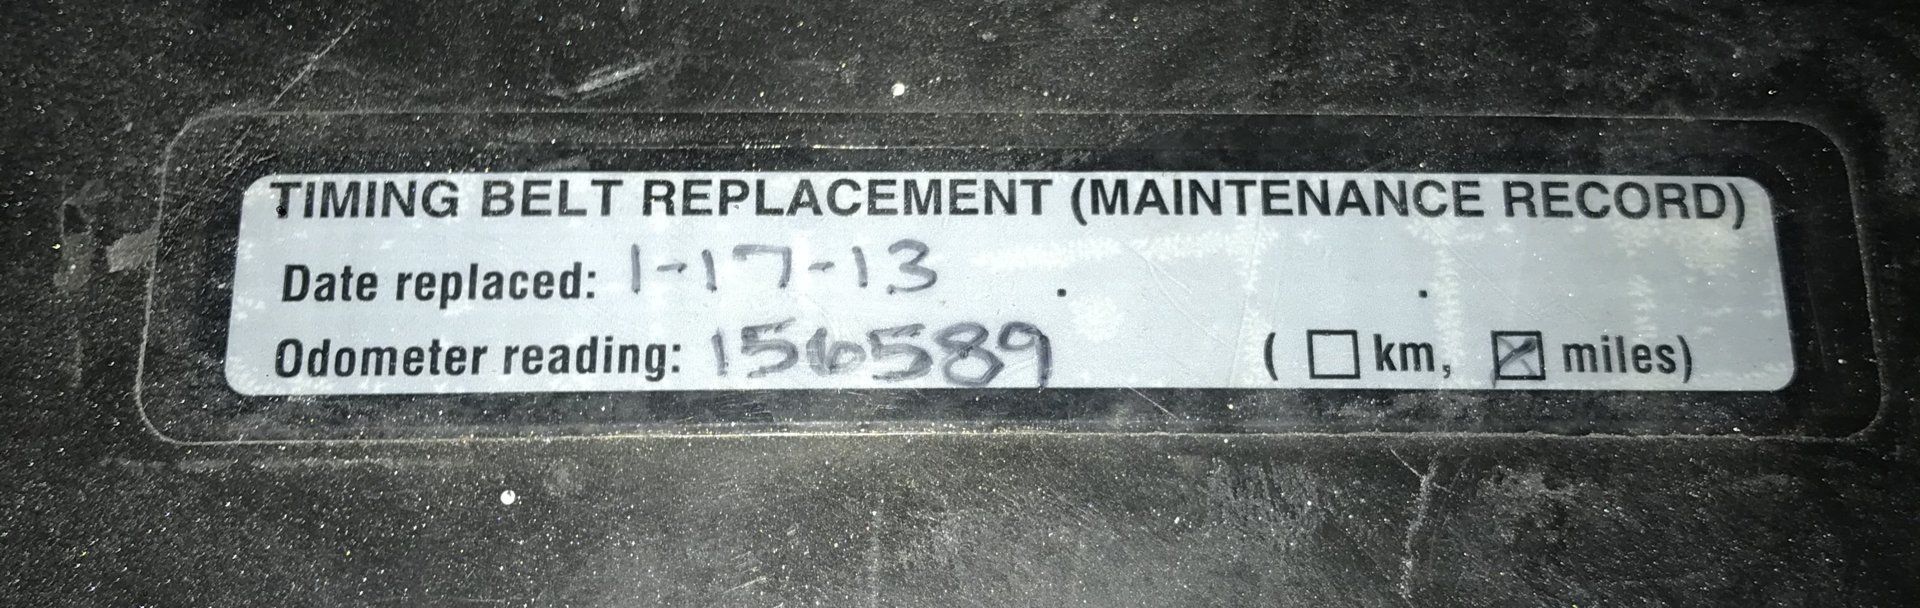 TIMING BELT REPLACEMENT (MAINTENANCE RECORD)
Date replaced: 1-17-13 . .
Odometer reading: 156589 ( ☐ km, ☒ miles)